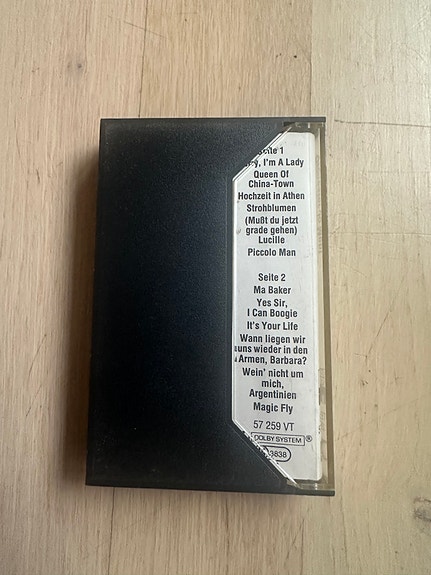 Seite 1
I'm A Lady
Queen Of
China-Town
Hochzeit in Athen
Strohblumen
(Mußt du jetzt
grade gehen)
Lucille
Piccolo Man
Seite 2
Ma Baker
Yes Sir,
I Can Boogie
It's Your Life
Wann liegen wir
uns wieder in den
Armen, Barbara?
Wein' nicht um
mich,
Argentinien
Magic Fly
57 259 VT
DOLBY SYSTEM ®
3838